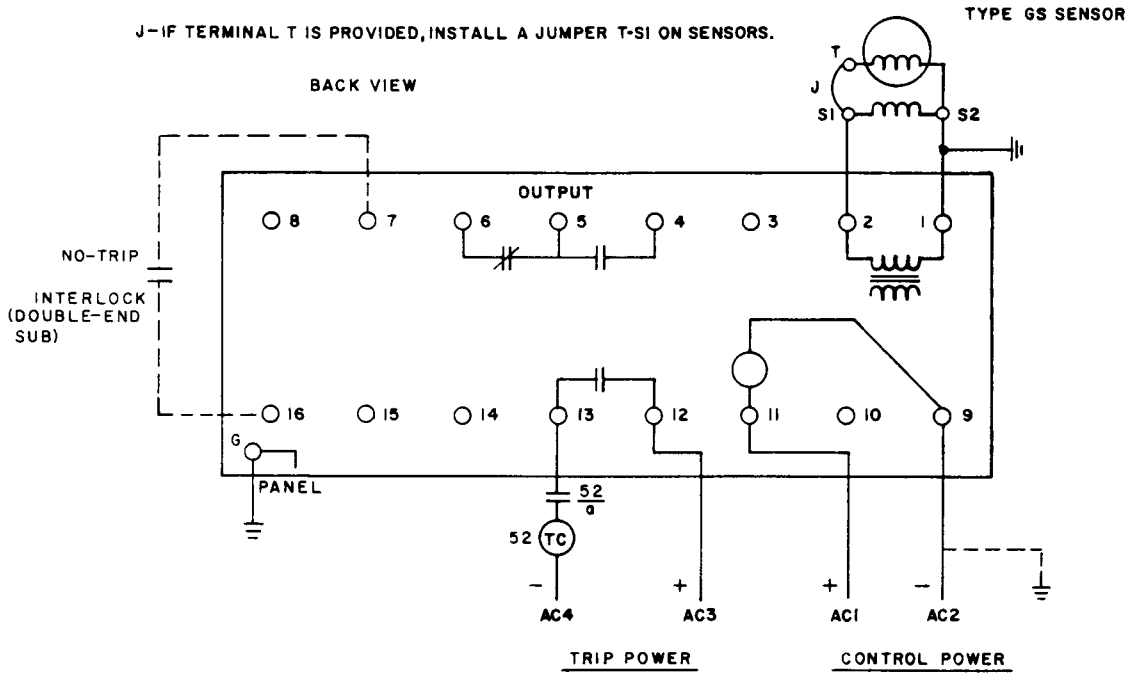 TYPE GS SENSOR
J-IF TERMINAL T IS PROVIDED, INSTALL A JUMPER T-S1 ON SENSORS.
BACK VIEW
T
J
S1
S2
OUTPUT
8
7
6
5
4
3
2
1
NO-TRIP
INTERLOCK
(DOUBLE-END
SUB)
16
15
14
13
12
11
10
9
G
PANEL
52
a
52
TC
-
+
+
-
AC4
AC3
AC1
AC2
TRIP POWER
CONTROL POWER